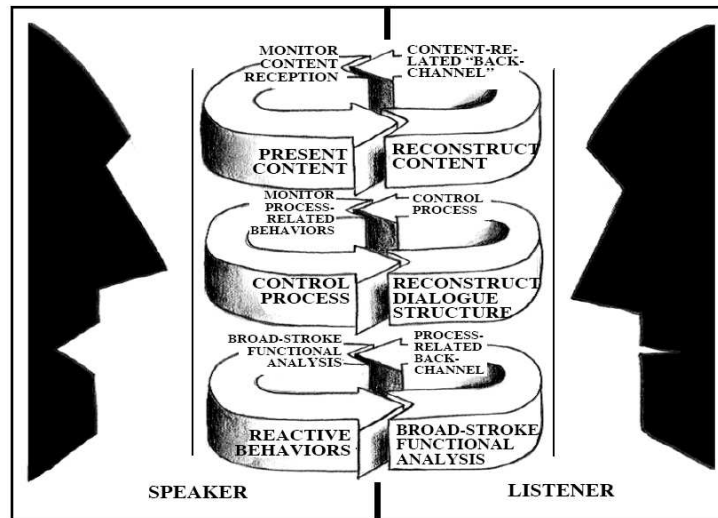 MONITOR
CONTENT
RECEPTION
CONTENT-RE-
LATED “BACK-
CHANNEL”
PRESENT
CONTENT
RECONSTRUCT
CONTENT
MONITOR
PROCESS-
RELATED
BEHAVIORS
CONTROL
PROCESS
CONTROL
PROCESS
RECONSTRUCT
DIALOGUE
STRUCTURE
BROAD-STROKE
FUNCTIONAL
ANALYSIS
PROCESS-
RELATED
BACK-
CHANNEL
REACTIVE
BEHAVIORS
BROAD-STROKE
FUNCTIONAL
ANALYSIS
SPEAKER
LISTENER